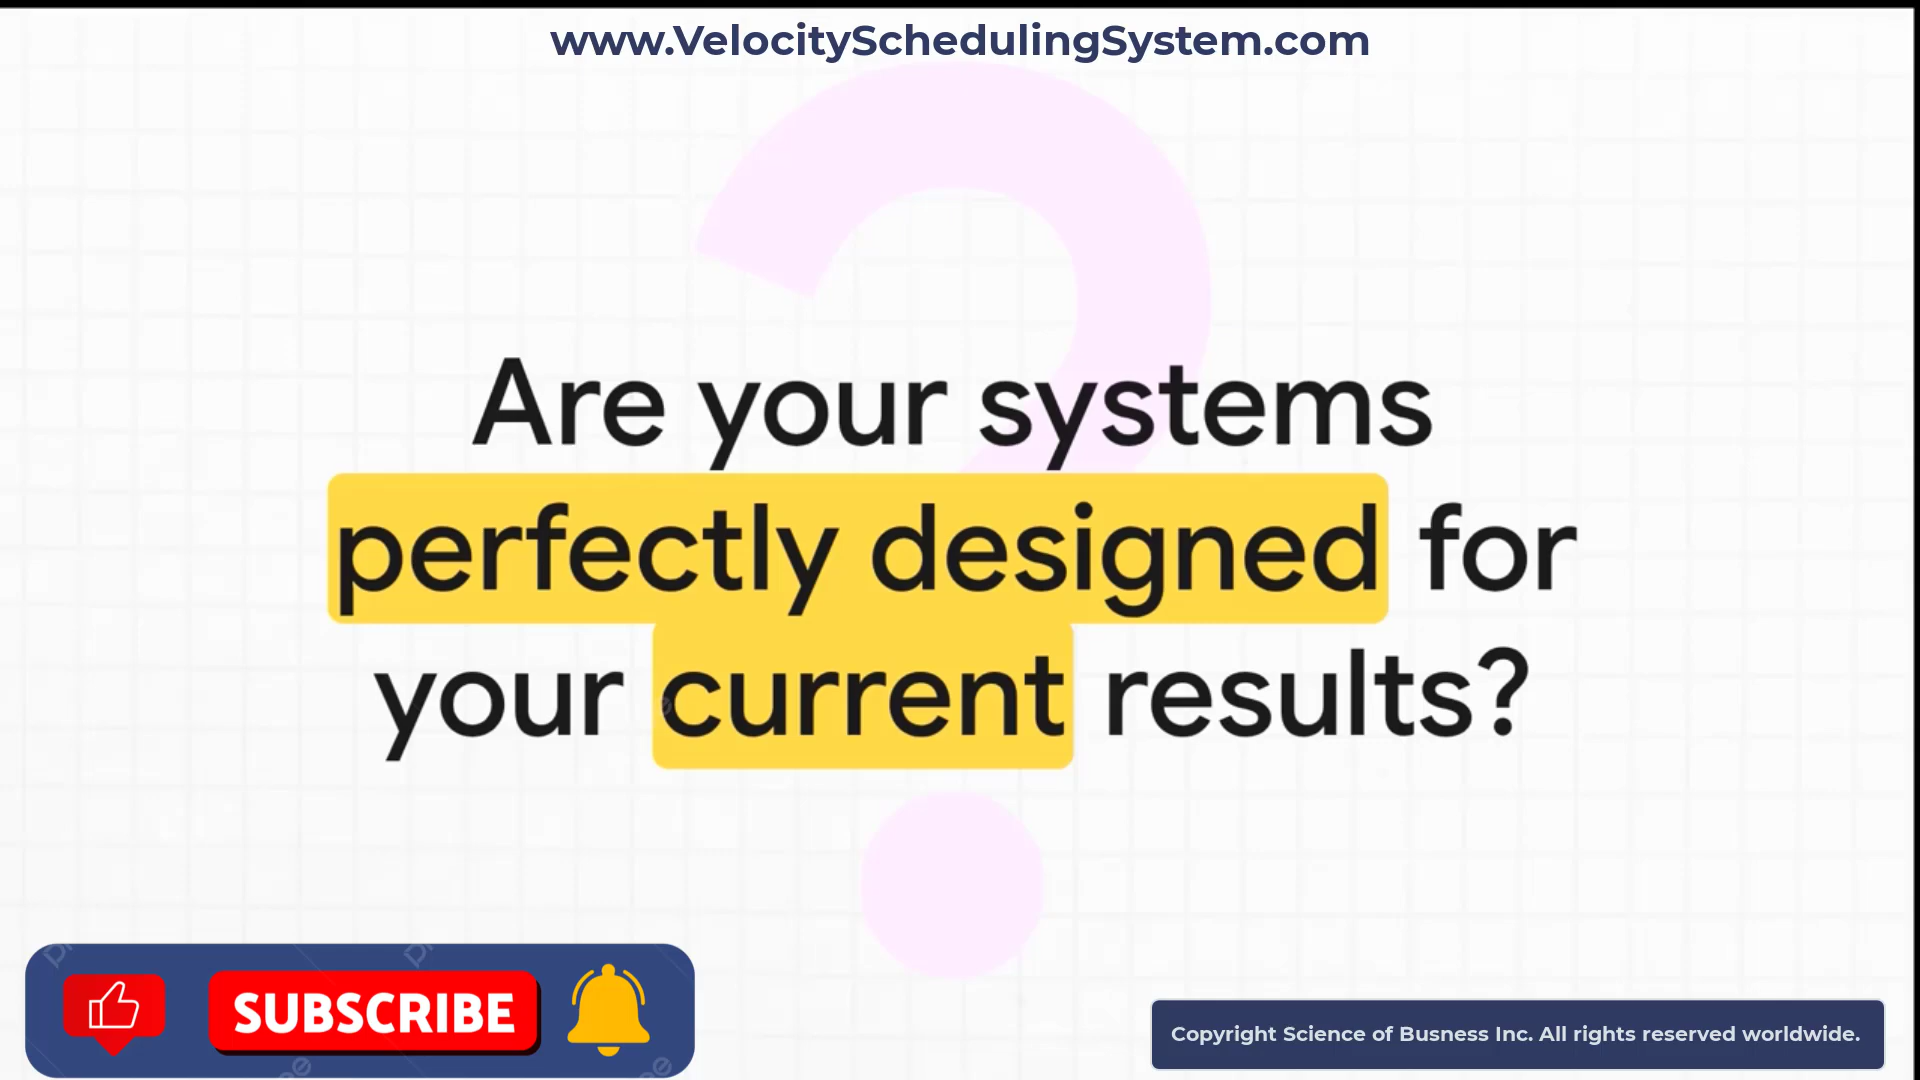 www.VelocitySchedulingSystem.com
Are your systems
perfectly designed for
your current results?
SUBSCRIBE
Copyright Science of Busness Inc. All rights reserved worldwide.